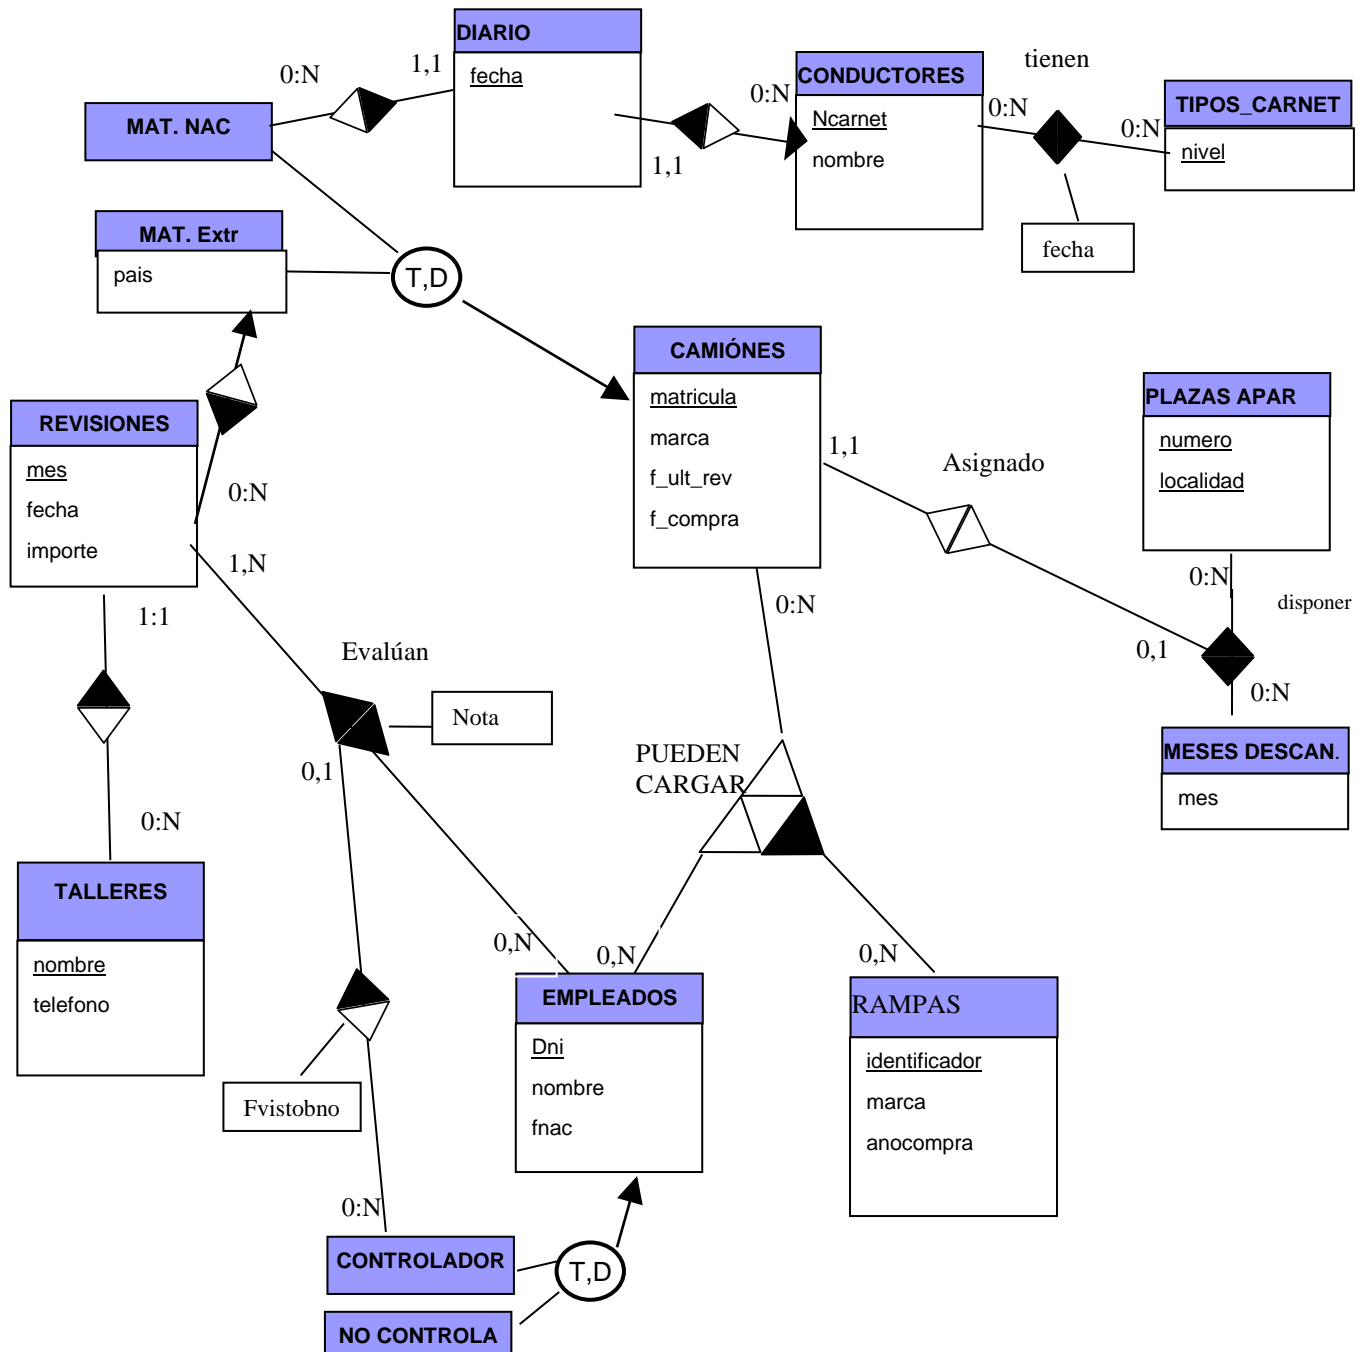 DIARIO
fecha
0:N
1,1
MAT. NAC
CONDUCTORES
Ncarnet
nombre
0:N
1,1
tienen
0:N
0:N
TIPOS_CARNET
nivel
fecha
MAT. Extr
pais
T,D
CAMIÓNES
matricula
marca
f_ult_rev
f_compra
PLAZAS APAR
numero
localidad
REVISIONES
mes
fecha
importe
0:N
1,N
1:1
1,1
Asignado
0:N
disponer
0,1
0:N
MESES DESCAN.
mes
0:N
Evalúan
Nota
0,1
PUEDEN
CARGAR
0:N
TALLERES
nombre
telefono
0,N
0,N
0,N
EMPLEADOS
Dni
nombre
fnac
RAMPAS
identificador
marca
anocompra
Fvistobno
0:N
CONTROLADOR
T,D
NO CONTROLA